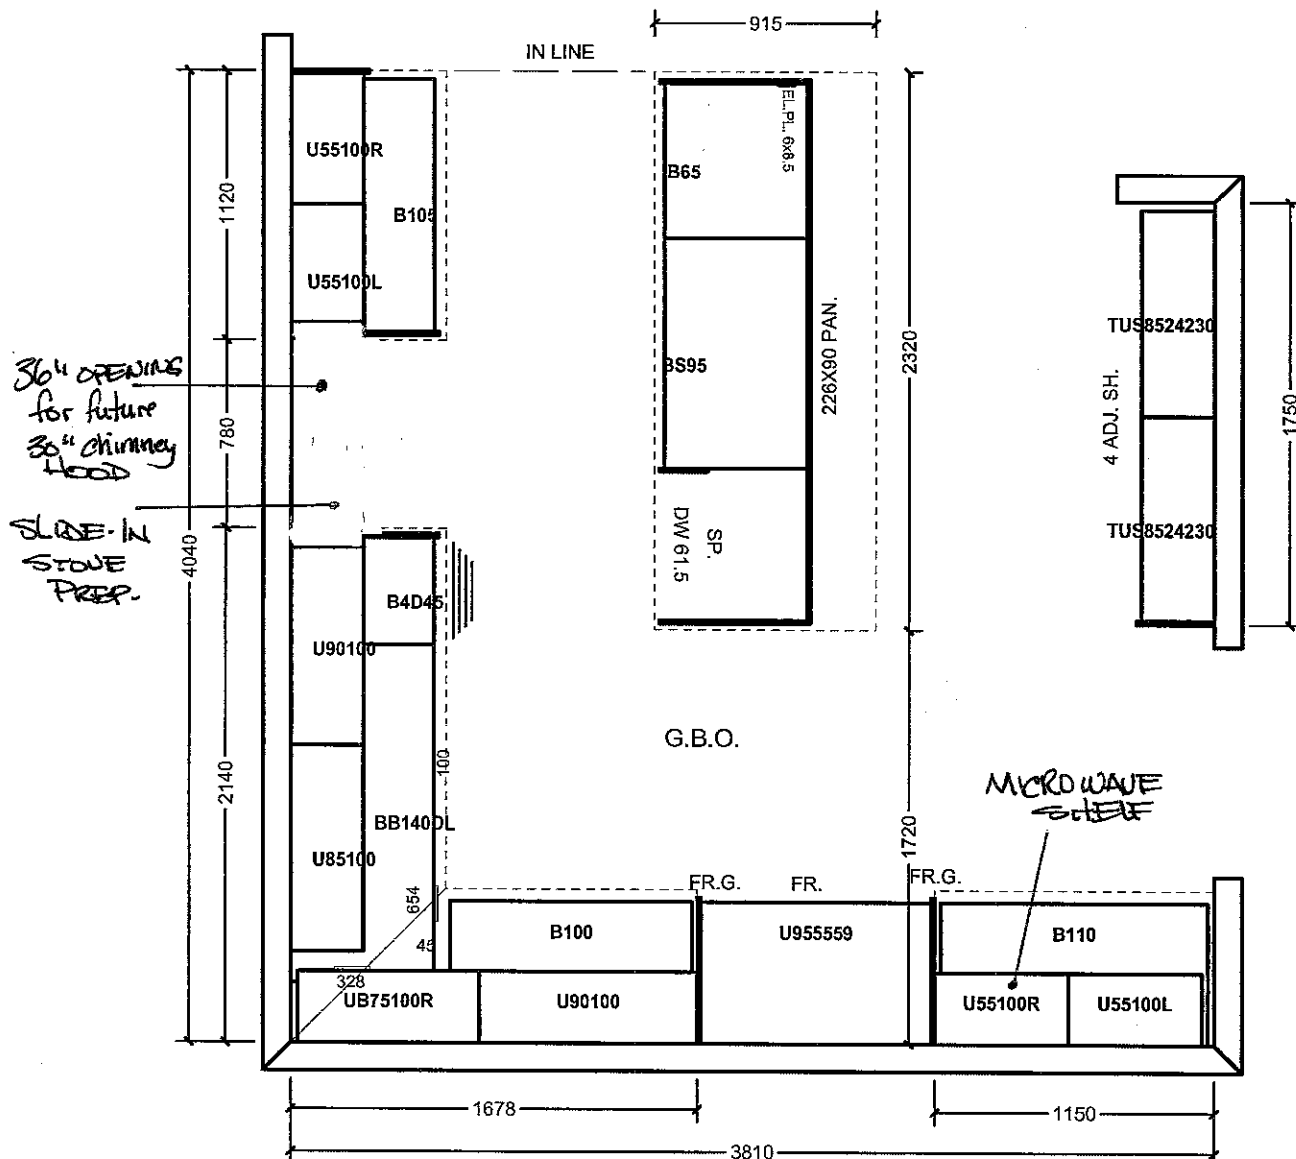 915
IN LINE
U55100R
B105
U55100L
1120
B65
EL.PL. 6x8.5
BS95
226X90 PAN.
2320
TUS8524230
4 ADJ. SH.
TUS8524230
1750
36" OPENING
for future
30" chimney
HOOD
780
SLIDE-IN
STOVE
PREP.
4040
SP.
DW 61.5
B4D45
U90100
2140
100
BB140DL
U85100
G.B.O.
MICROWAVE
SHELF
1720
654
45
328
FR.G.
FR.
FR.G.
B100
U955559
B110
UB75100R
U90100
U55100R
U55100L
1678
1150
3810